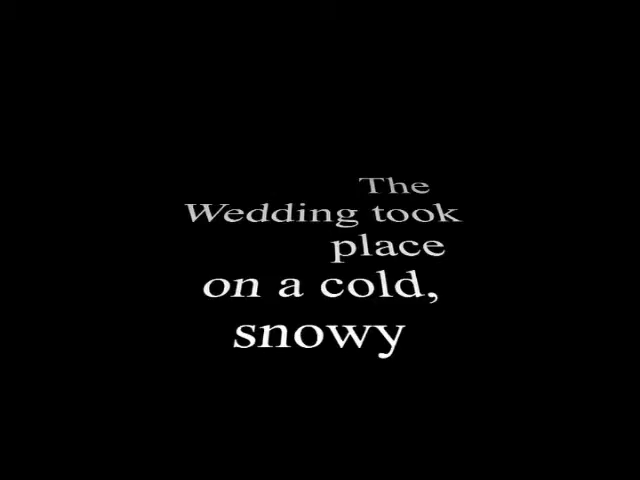 The
Wedding took
place
on a cold,
snowy